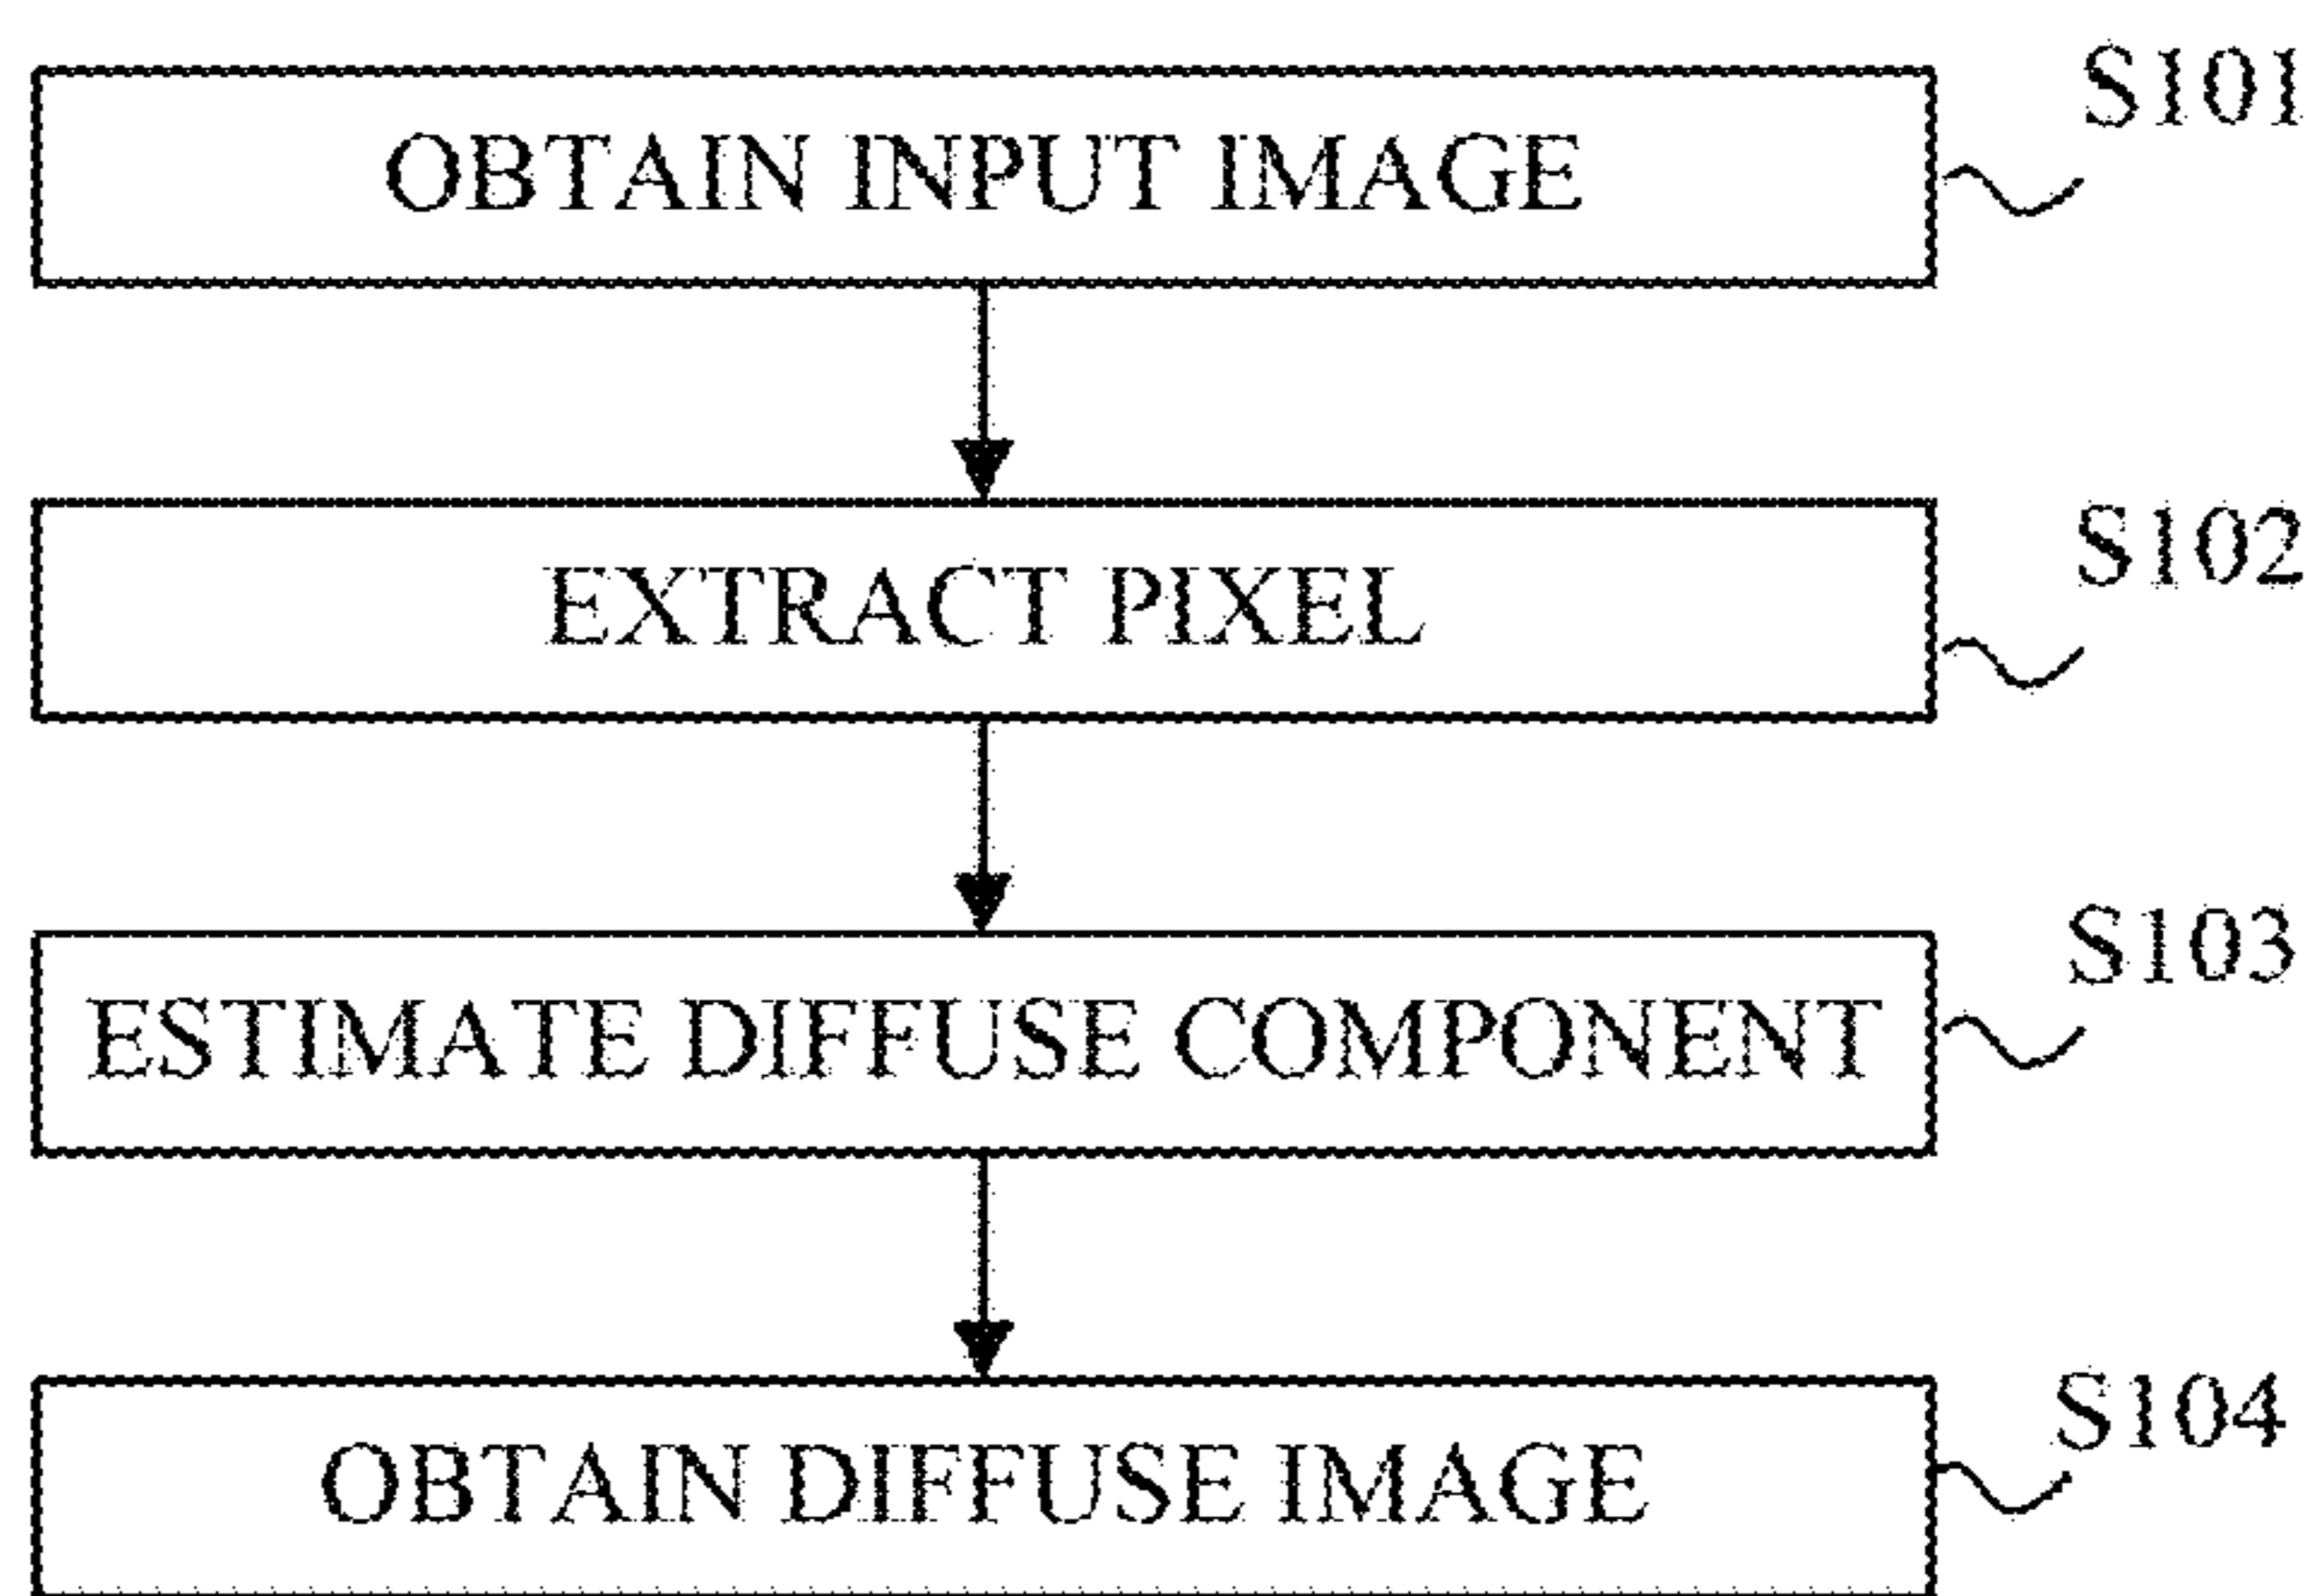 S101
OBTAIN INPUT IMAGE
S102
EXTRACT PIXEL
S103
ESTIMATE DIFFUSE COMPONENT
S104
OBTAIN DIFFUSE IMAGE